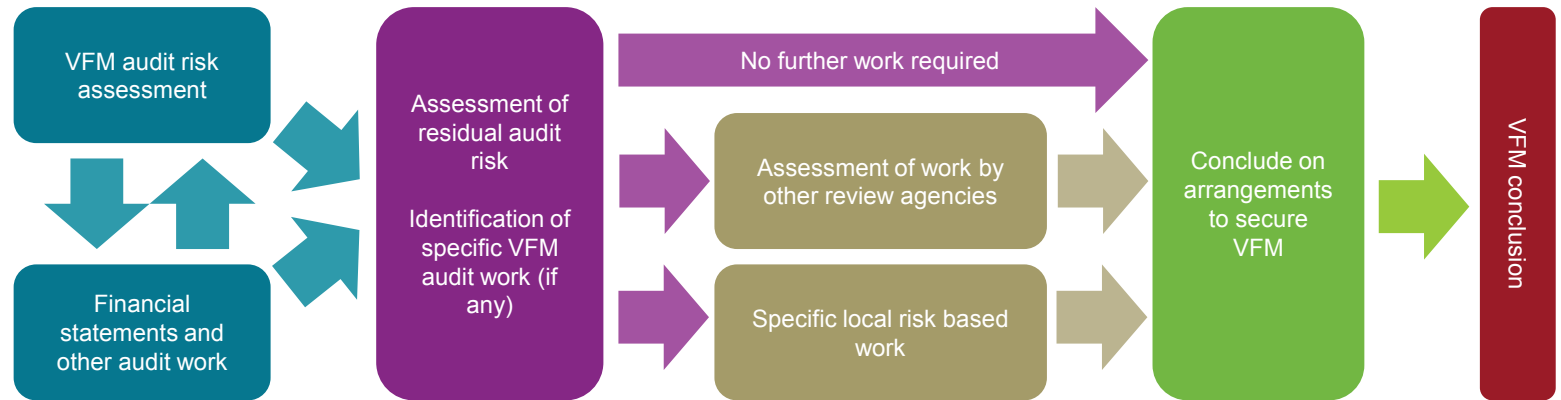 VFM audit risk
assessment
Financial
statements and
other audit work
Assessment of
residual audit
risk
Identification of
specific VFM
audit work (if
any)
No further work required
Assessment of work by
other review agencies
Specific local risk based
work
Conclude on
arrangements
to secure
VFM
VFM conclusion